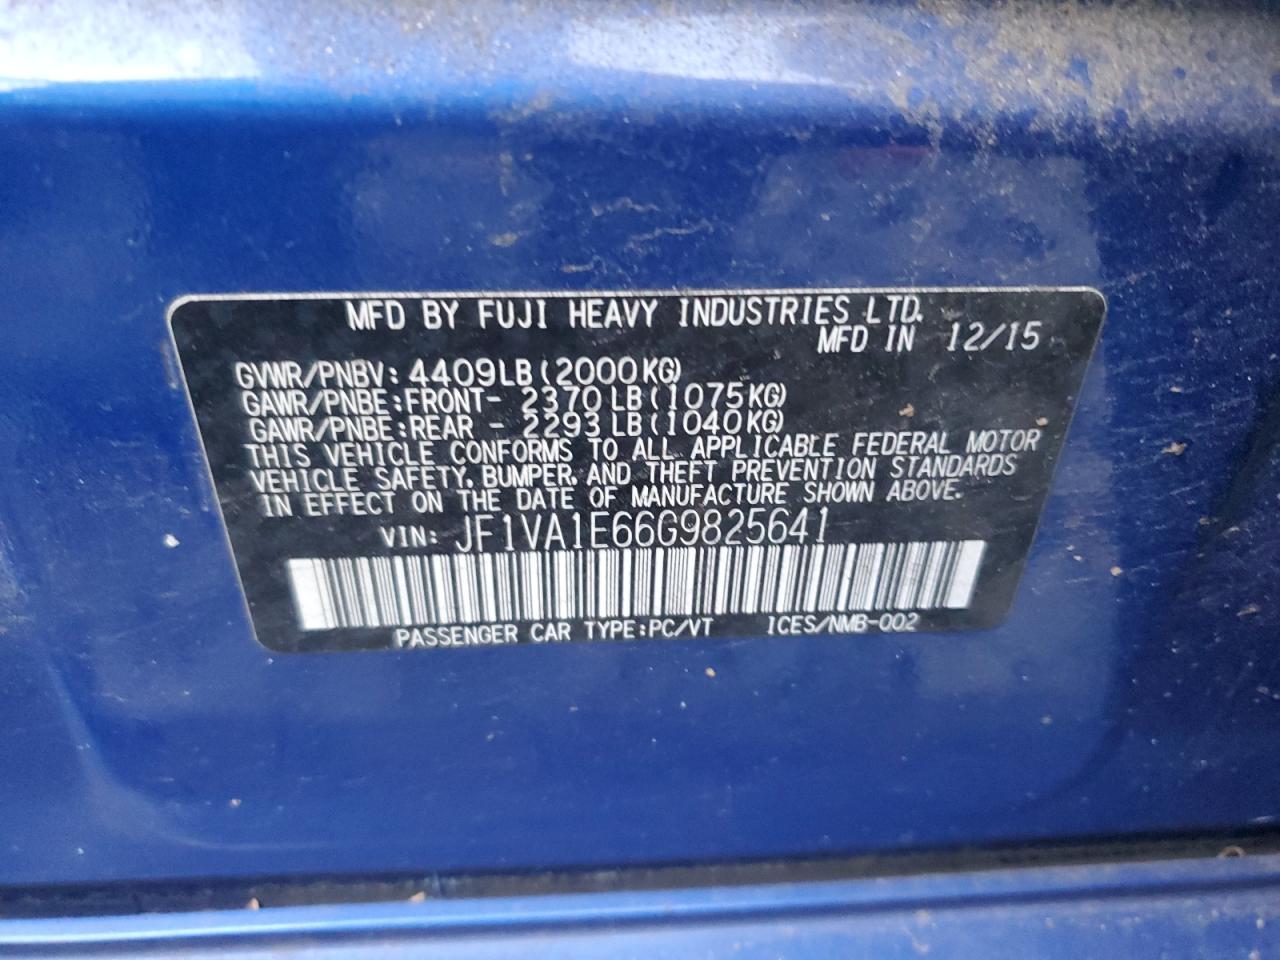 MFD BY FUJI HEAVY INDUSTRIES LTD.
MFD IN 12/15
GVWR/PNBV: 4409LB(2000KG)
GAWR/PNBE:FRONT- 2370LB(1075KG)
GAWR/PNBE:REAR - 2293LB(1040KG)
THIS VEHICLE CONFORMS TO ALL APPLICABLE FEDERAL MOTOR
VEHICLE SAFETY, BUMPER, AND THEFT PREVENTION STANDARDS
IN EFFECT ON THE DATE OF MANUFACTURE SHOWN ABOVE.
VIN: JF1VA1E66G9825641
PASSENGER CAR TYPE:PC/VT ICES/NMB-002